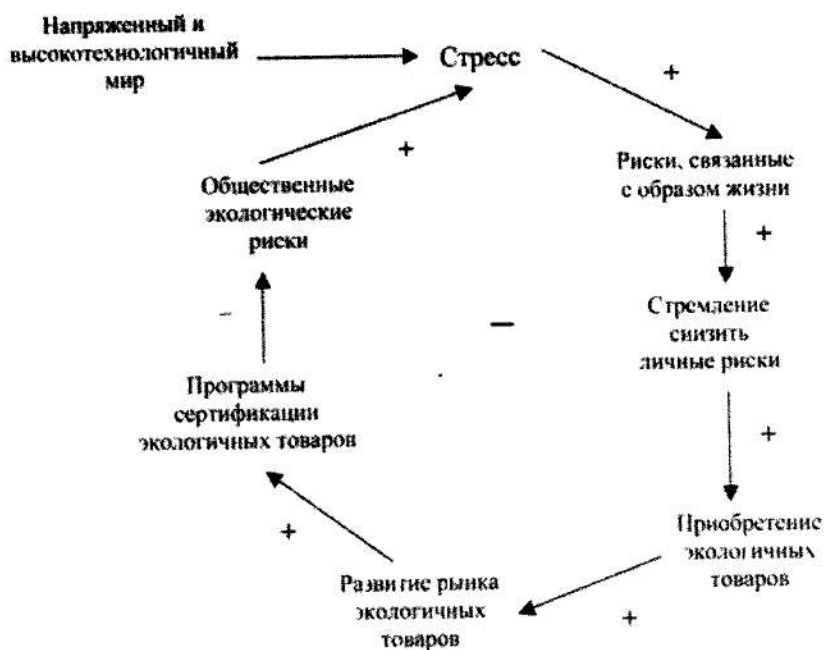 Напряженный и
высокотехнологичный
мир
Стресс
+
Риски, связанные
с образом жизни
+
Стремление
снизить
личные риски
+
Приобретение
экологичных
товаров
+
Развитие рынка
экологичных
товаров
+
Программы
сертификации
экологичных товаров
–
Общественные
экологические
риски
+
–